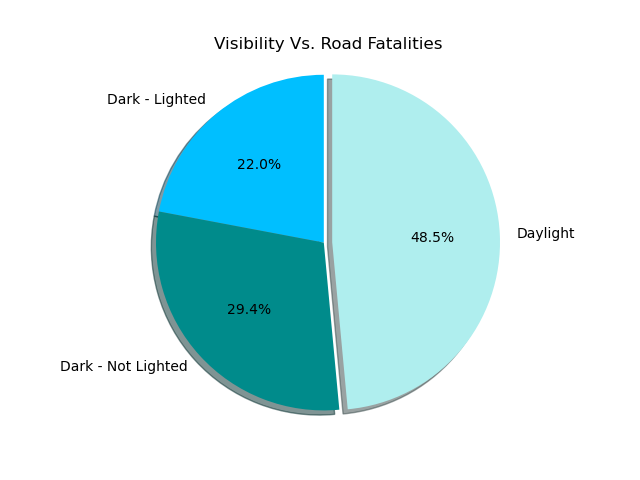 Visibility Vs. Road Fatalities
Dark - Lighted
22.0%
Daylight
48.5%
29.4%
Dark - Not Lighted